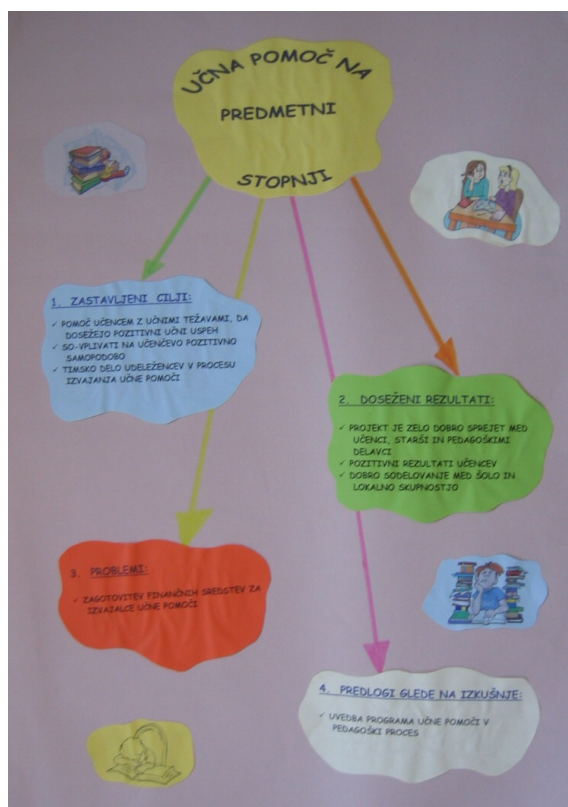 UČNA POMOČ NA
PREDMETNI
STOPNJI
1. ZASTAVLJENI CILJI:
✓ POMOČ UČENCEM Z UČNIMI TEŽAVAMI, DA
DOSEŽEJO POZITIVNI UČNI USPEH
✓ SO-VPLIVATI NA UČENČEVO POZITIVNO
SAMOPODOBO
✓ TIMSKO DELO UDELEŽENCEV V PROCESU
IZVAJANJA UČNE POMOČI
2. DOSEŽENI REZULTATI:
✓ PROJEKT JE ZELO DOBRO SPREJET MED
UČENCI, STARŠI IN PEDAGOŠKIMI
DELAVCI
✓ POZITIVNI REZULTATI UČENCEV
✓ DOBRO SODELOVANJE MED ŠOLO IN
LOKALNO SKUPNOSTJO
3. PROBLEMI:
✓ ZAGOTOVITEV FINANČNIH SREDSTEV ZA
IZVAJALCE UČNE POMOČI
4. PREDLOGI GLEDE NA IZKUŠNJE:
✓ UVEDBA PROGRAMA UČNE POMOČI V
PEDAGOŠKI PROCES